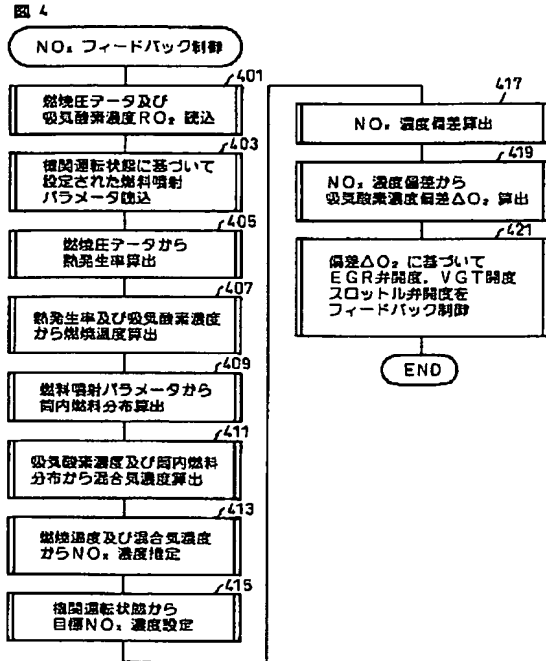 図 4
NOx フィードバック制御
401
燃焼圧データ及び
吸気酸素濃度RO2 読込
403
機関運転状態に基づいて
設定された燃料噴射
パラメータ読込
405
燃焼圧データから
熱発生率算出
407
熱発生率及び吸気酸素濃度
から燃焼温度算出
409
燃料噴射パラメータから
筒内燃料分布算出
411
吸気酸素濃度及び筒内燃料
分布から混合気濃度算出
413
燃焼温度及び混合気濃度
からNOx 濃度推定
415
機関運転状態から
目標NOx 濃度設定
417
NOx 濃度偏差算出
419
NOx 濃度偏差から
吸気酸素濃度偏差ΔO2 算出
421
偏差ΔO2 に基づいて
EGR弁開度,VGT開度
スロットル弁開度を
フィードバック制御
END